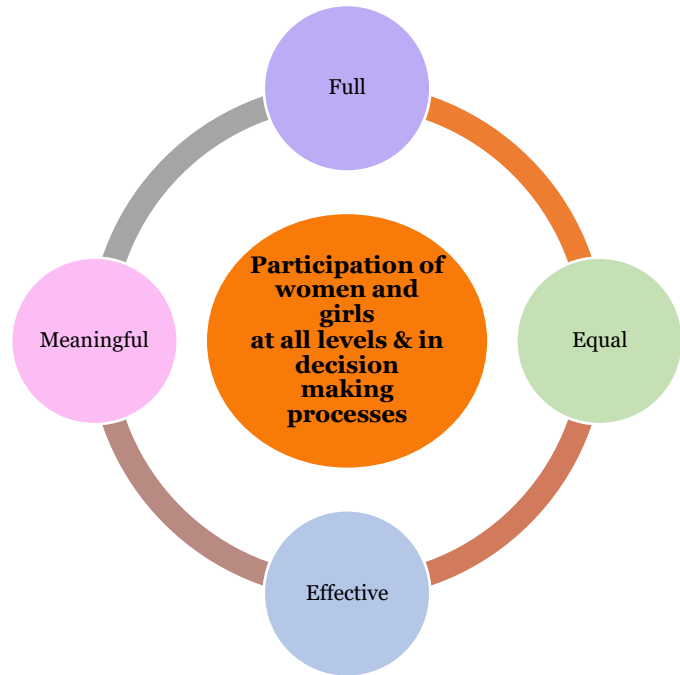 Full
Participation of
women and
girls
at all levels & in
decision
making
processes
Meaningful
Equal
Effective